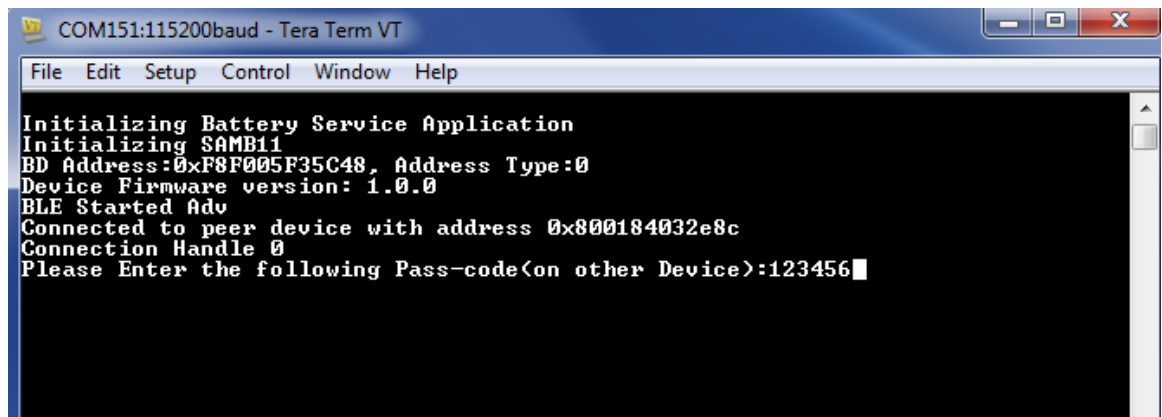 COM151:115200baud - Tera Term VT
File Edit Setup Control Window Help
Initializing Battery Service Application
Initializing SAMB11
BD Address:0xF8F005F35C48, Address Type:0
Device Firmware version: 1.0.0
BLE Started Adv
Connected to peer device with address 0x800184032e8c
Connection Handle 0
Please Enter the following Pass-code(on other Device):123456